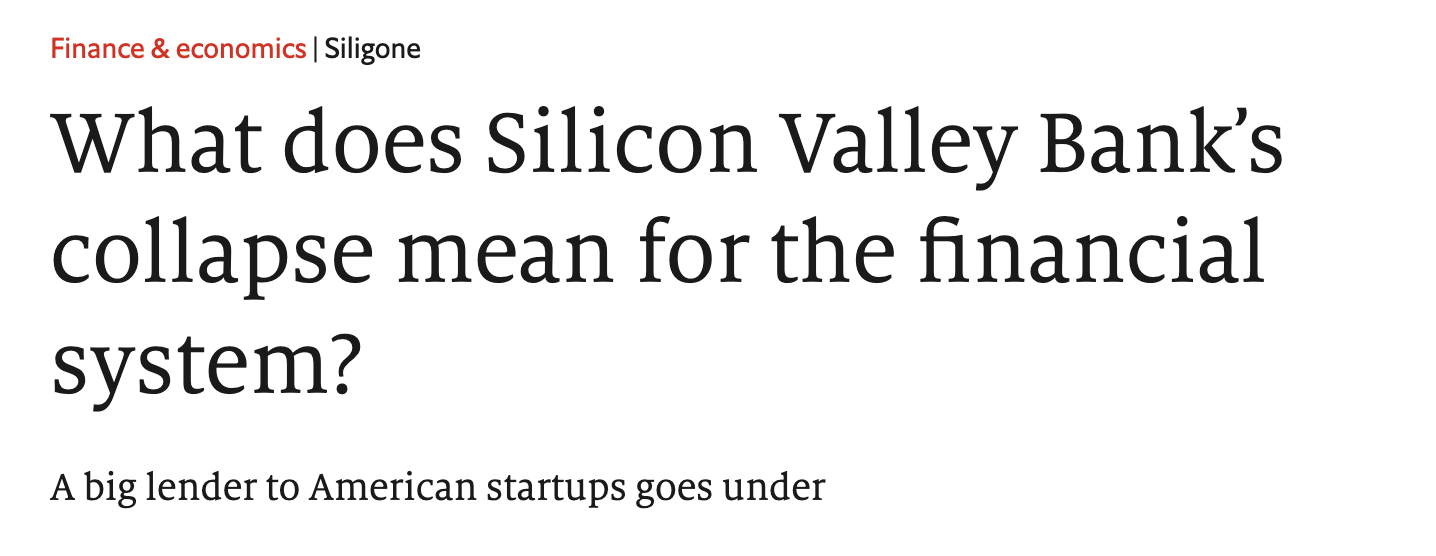 Finance & economics | Siligone
What does Silicon Valley Bank’s
collapse mean for the financial
system?
A big lender to American startups goes under